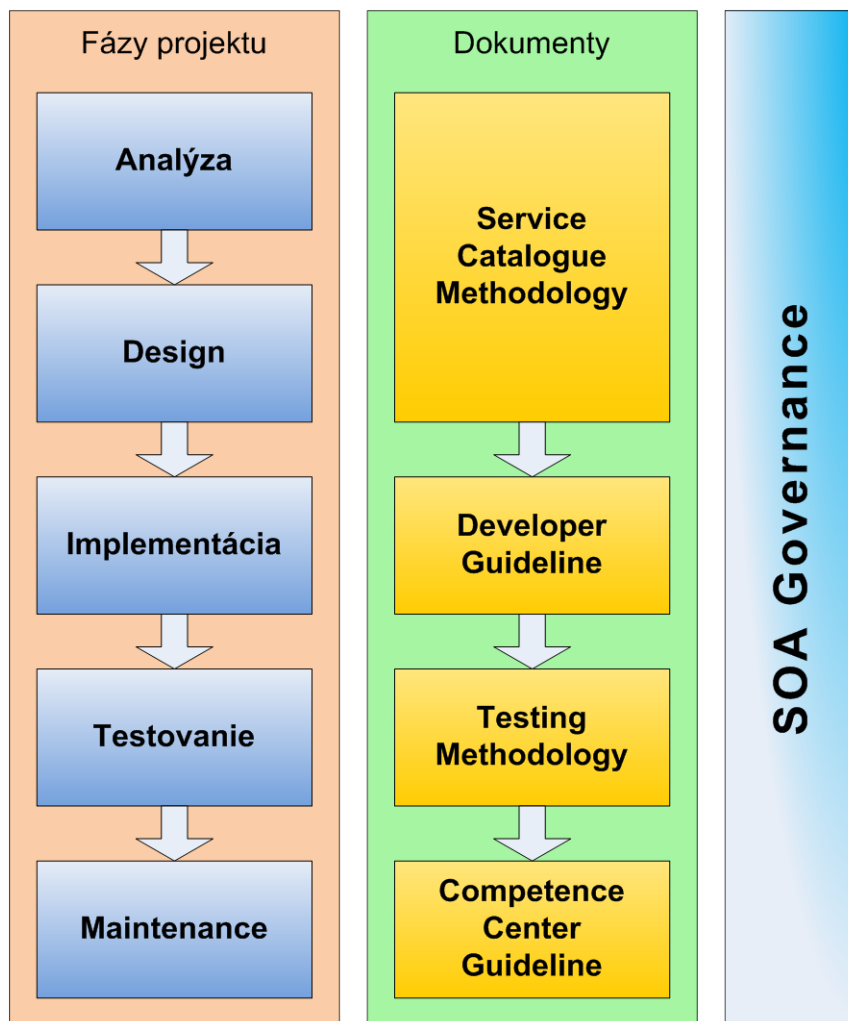 Fázy projektu
Analýza
Design
Implementácia
Testovanie
Maintenance
Dokumenty
Service
Catalogue
Methodology
Developer
Guideline
Testing
Methodology
Competence
Center
Guideline
SOA Governance